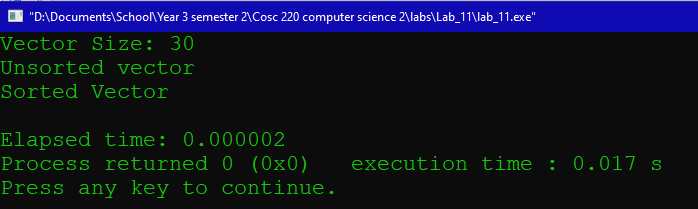 "D:\Documents\School\Year 3 semester 2\Cosc 220 computer science 2\labs\Lab_11\lab_11.exe"
Vector Size: 30
Unsorted vector
Sorted Vector
Elapsed time: 0.000002
Process returned 0 (0x0)   execution time : 0.017 s
Press any key to continue.